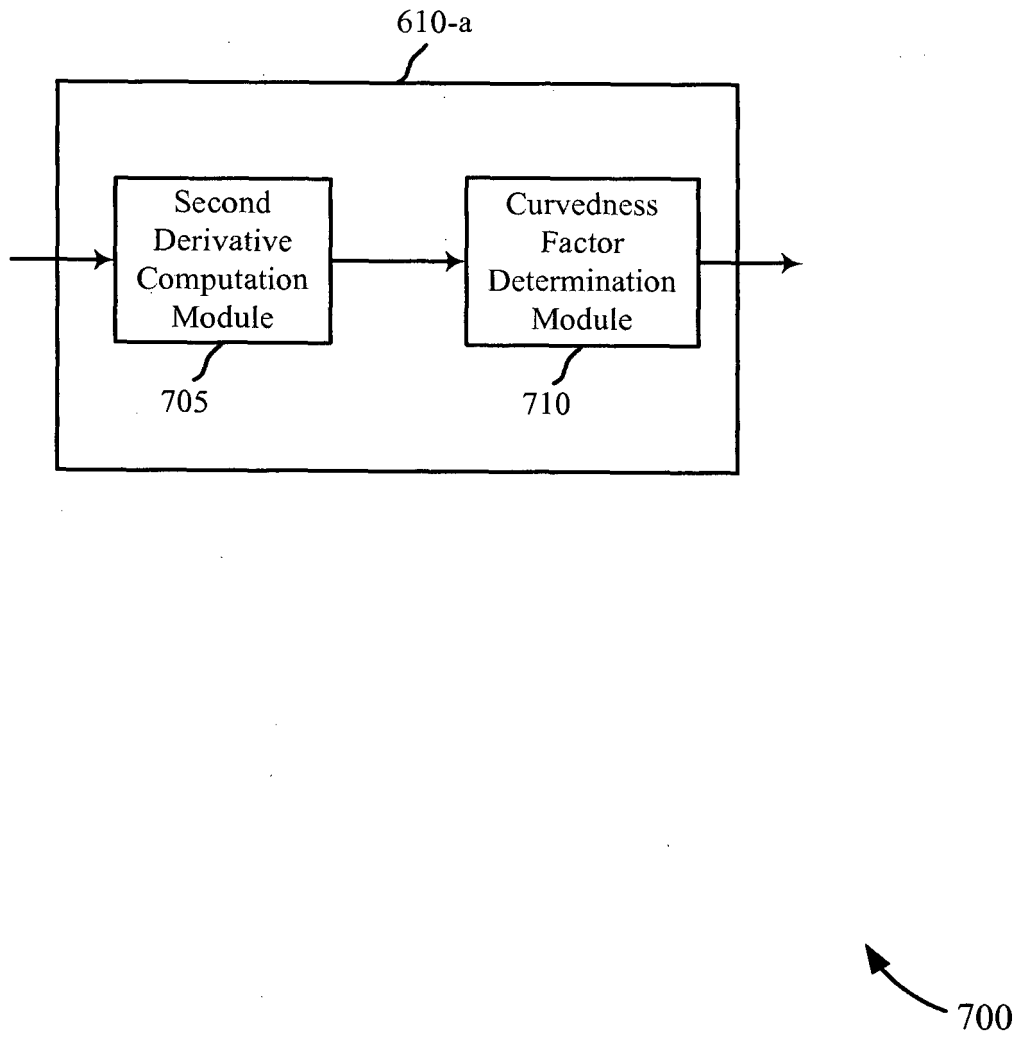 610-a
Second
Derivative
Computation
Module
705
Curvedness
Factor
Determination
Module
710
700